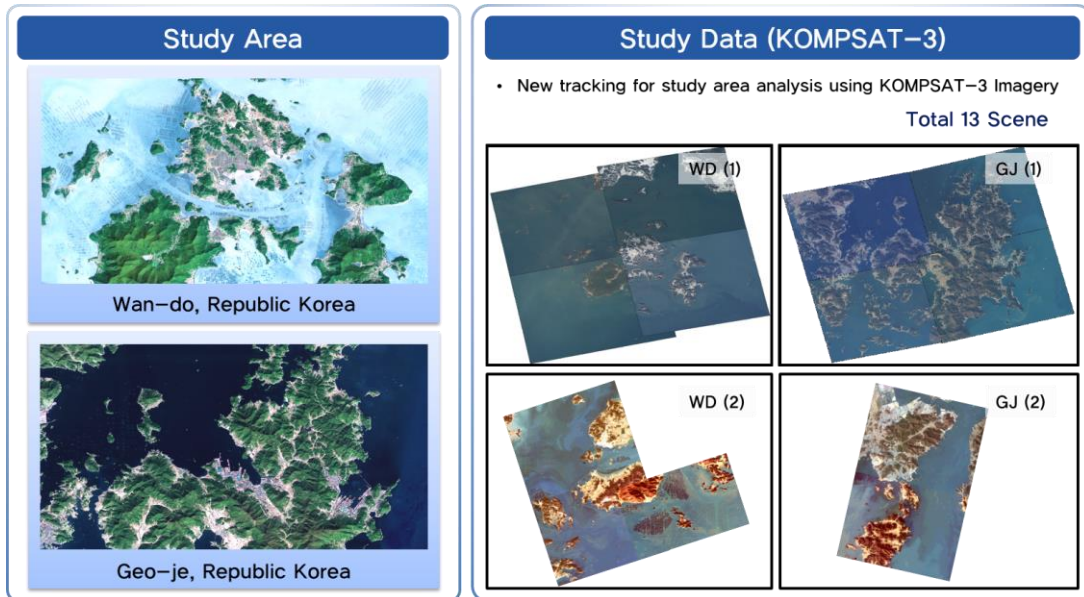 Study Area
Wan-do, Republic Korea
Geo-je, Republic Korea
Study Data (KOMPSAT-3)
• New tracking for study area analysis using KOMPSAT-3 Imagery
Total 13 Scene
WD (1)
GJ (1)
WD (2)
GJ (2)